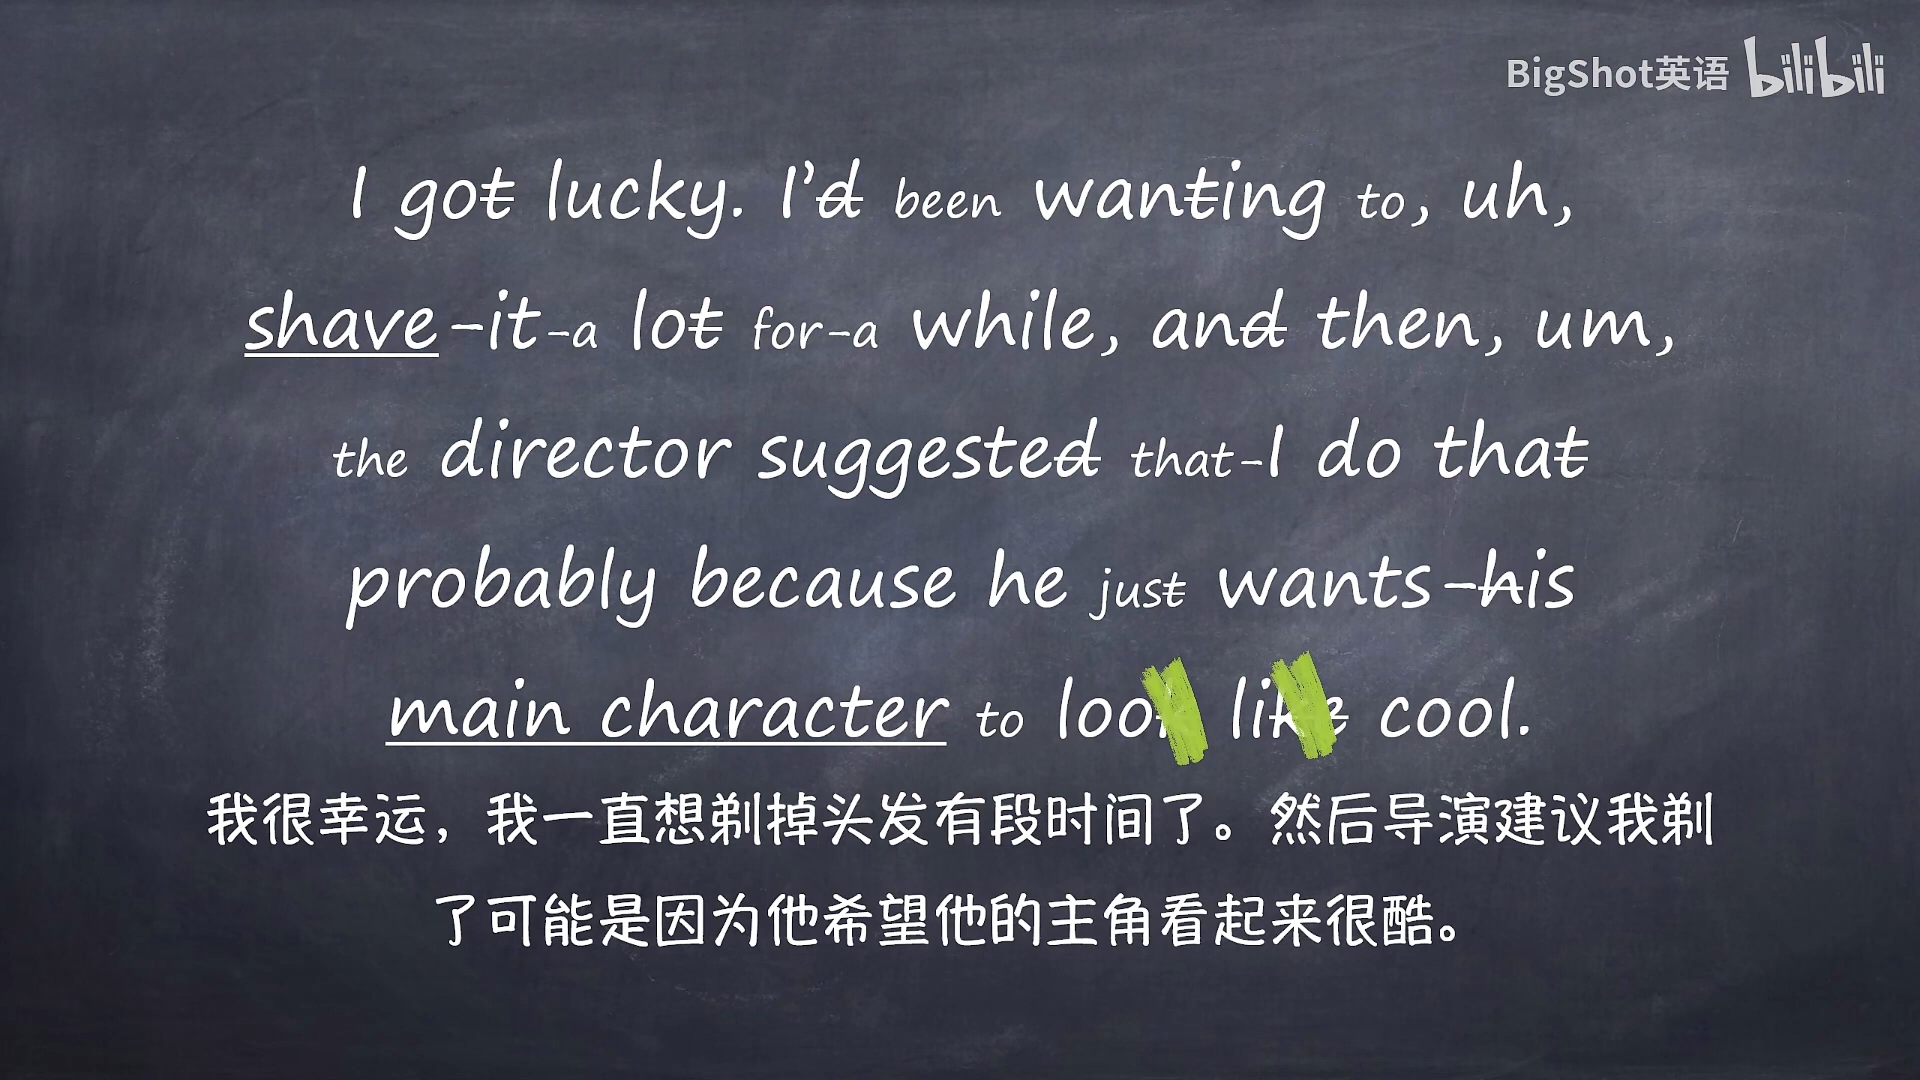 BigShot英语 bilibili
I got lucky. I'd been wanting to, uh,
shave-it-a lot for-a while, and then, um,
the director suggested that-I do that
probably because he just wants-his
main character to look like cool.
我很幸运，我一直想剃掉头发有段时间了。然后导演建议我剃
了可能是因为他希望他的主角看起来很酷。